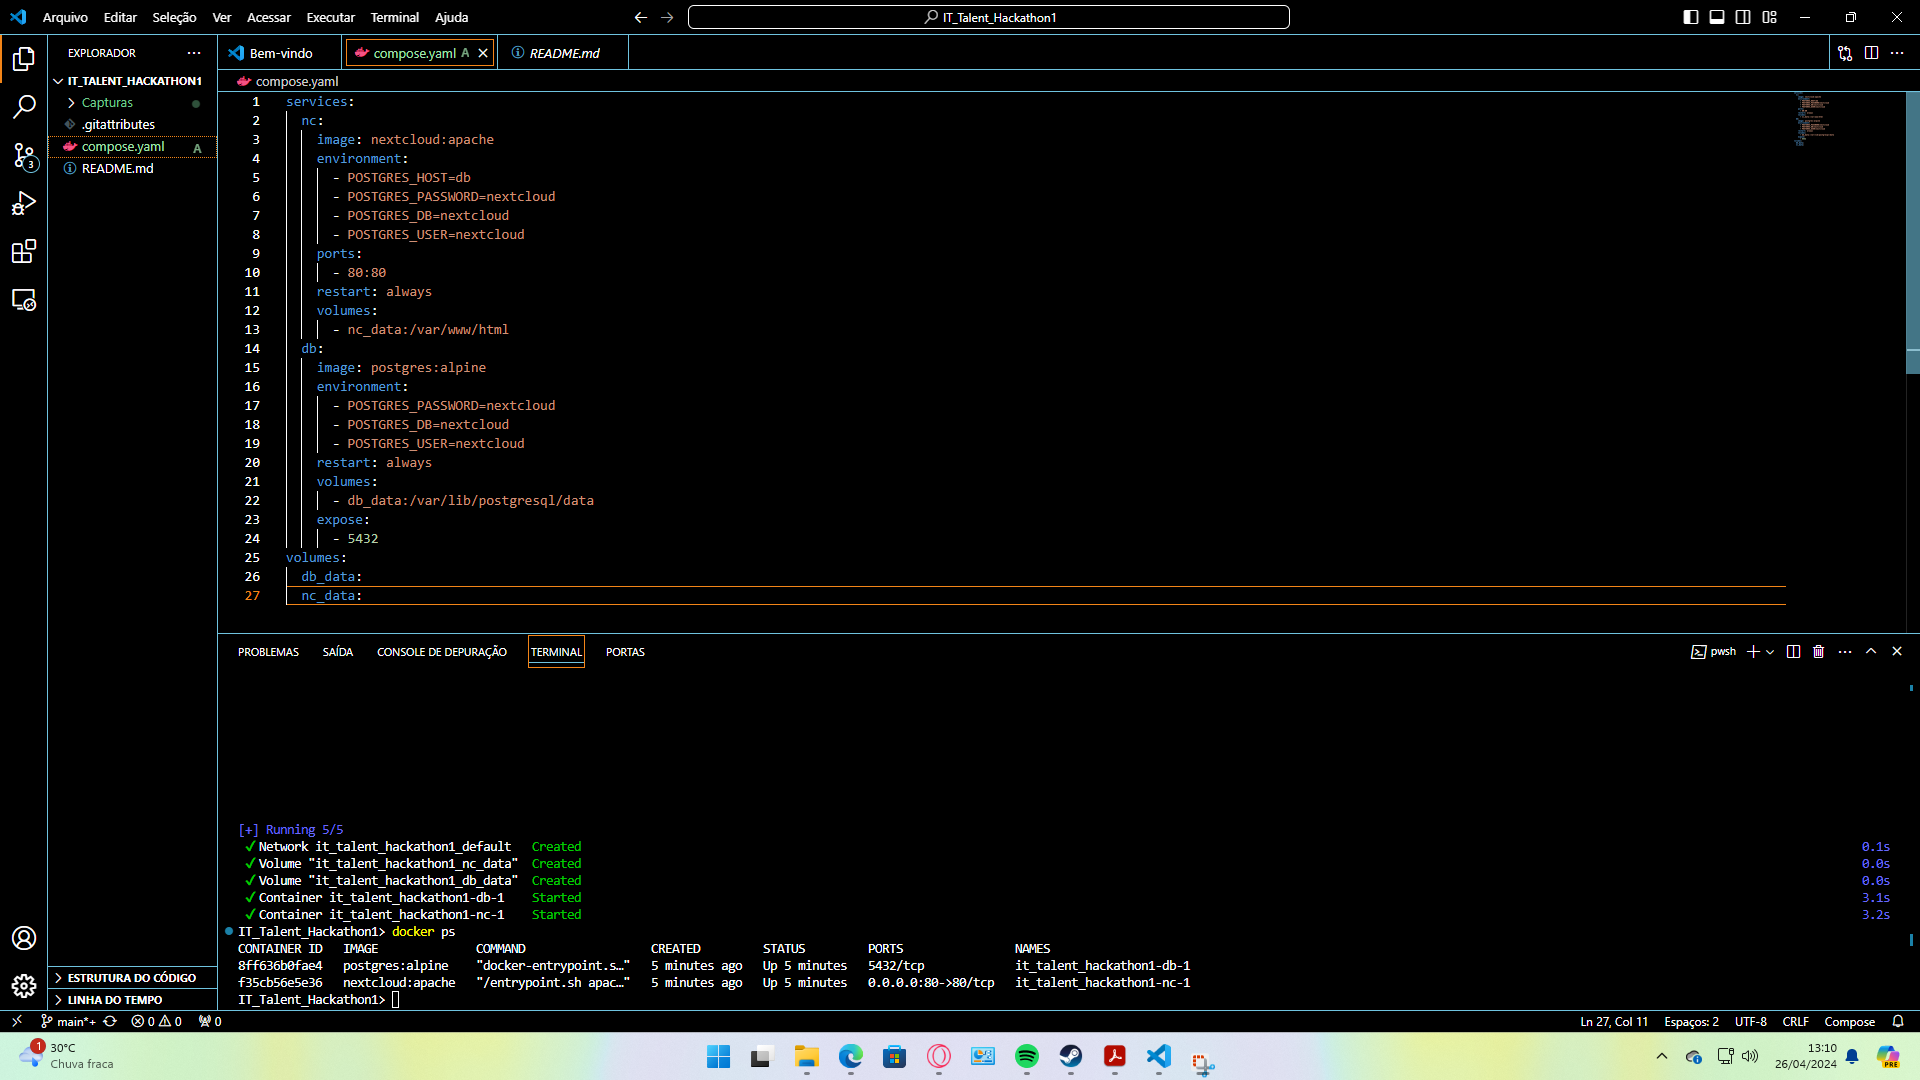 Arquivo Editar Seleção Ver Acessar Executar Terminal Ajuda
IT_Talent_Hackathon1
EXPLORADOR
IT_TALENT_HACKATHON1
Capturas
.gitattributes
compose.yaml A
README.md
3
ESTRUTURA DO CÓDIGO
LINHA DO TEMPO
Bem-vindo
compose.yaml A
README.md
compose.yaml
1 services:
2   nc:
3     image: nextcloud:apache
4     environment:
5       - POSTGRES_HOST=db
6       - POSTGRES_PASSWORD=nextcloud
7       - POSTGRES_DB=nextcloud
8       - POSTGRES_USER=nextcloud
9     ports:
10       - 80:80
11     restart: always
12     volumes:
13       - nc_data:/var/www/html
14   db:
15     image: postgres:alpine
16     environment:
17       - POSTGRES_PASSWORD=nextcloud
18       - POSTGRES_DB=nextcloud
19       - POSTGRES_USER=nextcloud
20     restart: always
21     volumes:
22       - db_data:/var/lib/postgresql/data
23     expose:
24       - 5432
25 volumes:
26   db_data:
27   nc_data:
PROBLEMAS SAÍDA CONSOLE DE DEPURAÇÃO TERMINAL PORTAS
pwsh
[+] Running 5/5
✓ Network it_talent_hackathon1_default Created 0.1s
✓ Volume "it_talent_hackathon1_nc_data" Created 0.0s
✓ Volume "it_talent_hackathon1_db_data" Created 0.0s
✓ Container it_talent_hackathon1-db-1 Started 3.1s
✓ Container it_talent_hackathon1-nc-1 Started 3.2s
IT_Talent_Hackathon1> docker ps
CONTAINER ID IMAGE COMMAND CREATED STATUS PORTS NAMES
8ff636b0fae4 postgres:alpine "docker-entrypoint.s…" 5 minutes ago Up 5 minutes 5432/tcp it_talent_hackathon1-db-1
f35cb56e5e36 nextcloud:apache "/entrypoint.sh apac…" 5 minutes ago Up 5 minutes 0.0.0.0:80->80/tcp it_talent_hackathon1-nc-1
IT_Talent_Hackathon1>
main*+ 0 0 0
Ln 27, Col 11 Espaços: 2 UTF-8 CRLF Compose
1
30°C
Chuva fraca
13:10
26/04/2024
PRE